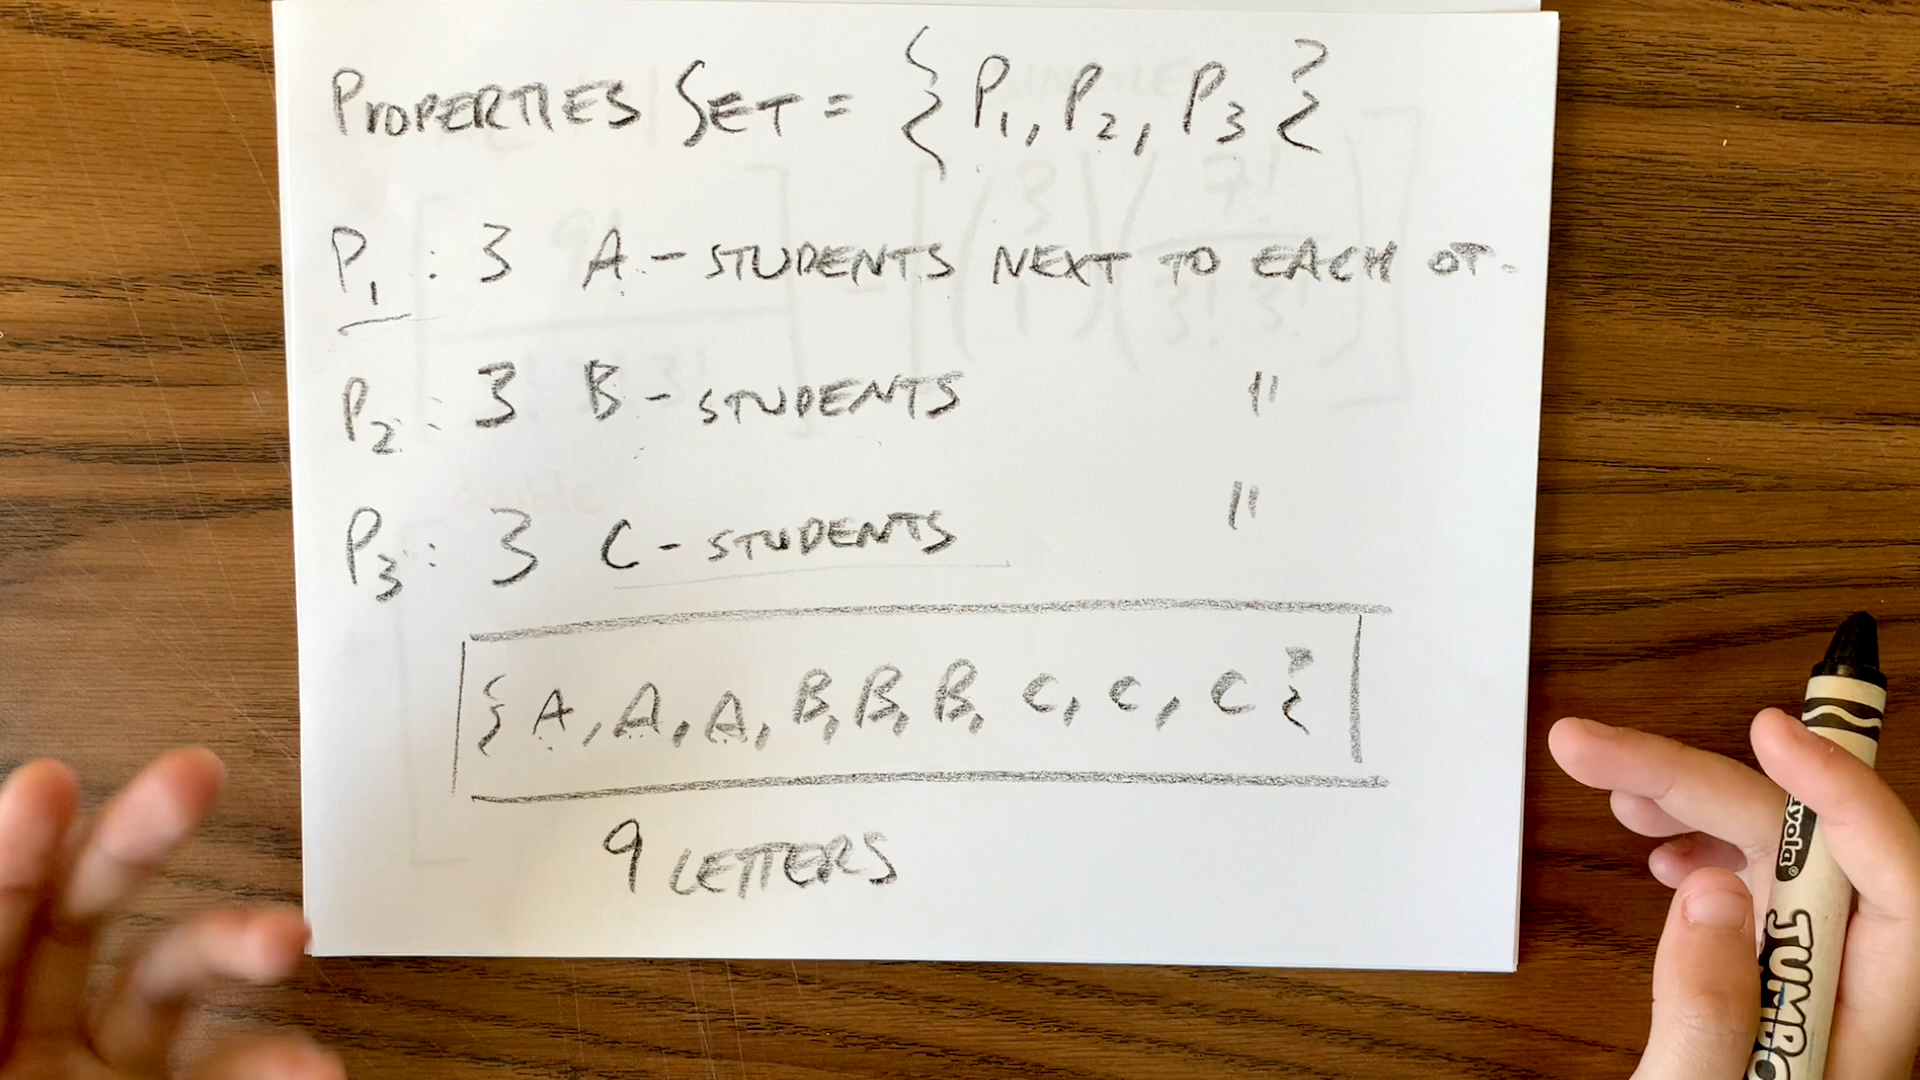 PROPERTIES SET = { P1, P2, P3 }
P1 : 3 A - STUDENTS NEXT TO EACH OT.
P2 : 3 B - STUDENTS "
P3 : 3 C - STUDENTS "
{ A, A, A, B, B, B, C, C, C }
9 LETTERS
JUMBO